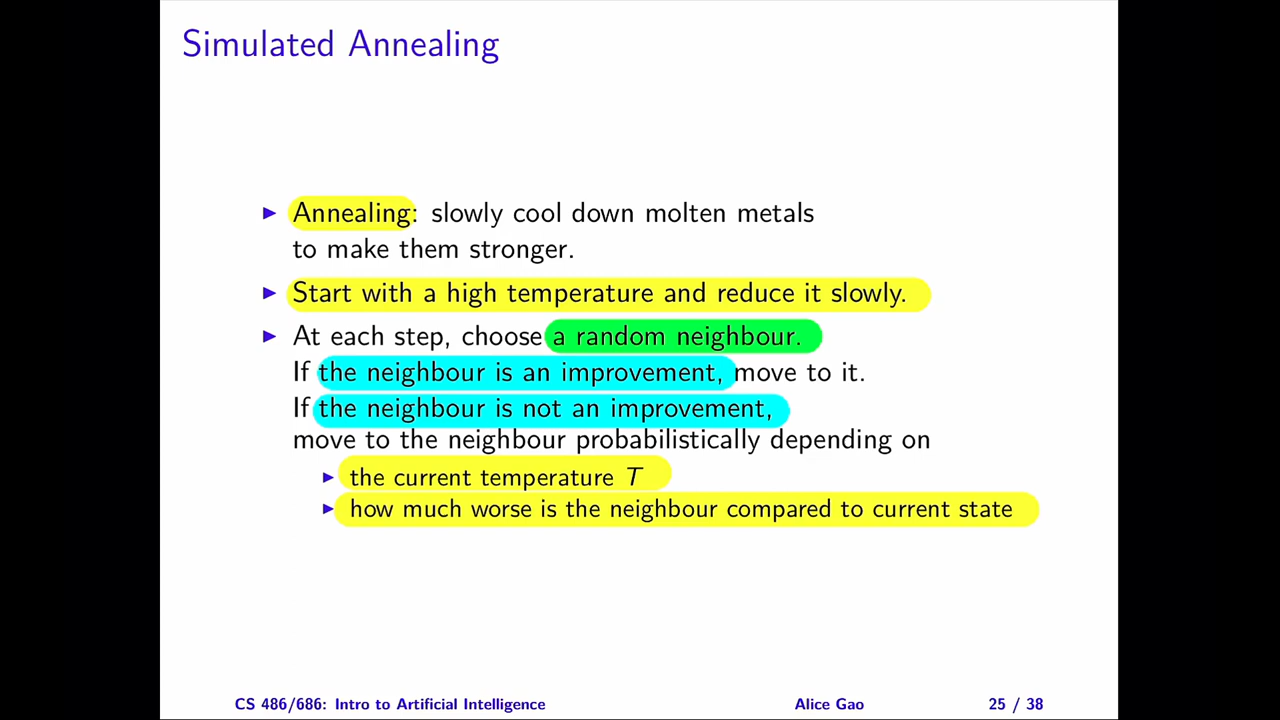 Simulated Annealing
▶ Annealing: slowly cool down molten metals
to make them stronger.
▶ Start with a high temperature and reduce it slowly.
▶ At each step, choose a random neighbour.
If the neighbour is an improvement, move to it.
If the neighbour is not an improvement,
move to the neighbour probabilistically depending on
▶ the current temperature T
▶ how much worse is the neighbour compared to current state
CS 486/686: Intro to Artificial Intelligence Alice Gao 25 / 38